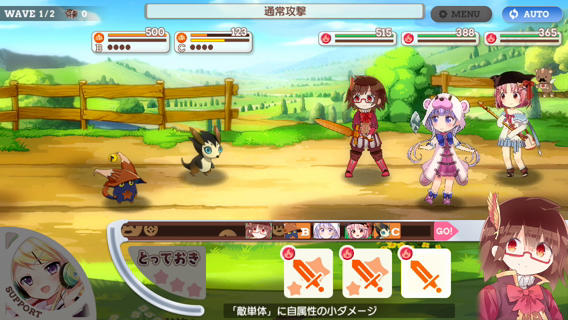 WAVE 1/2 0
通常攻撃
MENU
AUTO
500
B
123
C
515
388
365
B
C
GO!
SUPPORT
とっておき
「敵単体」に自属性の小ダメージ